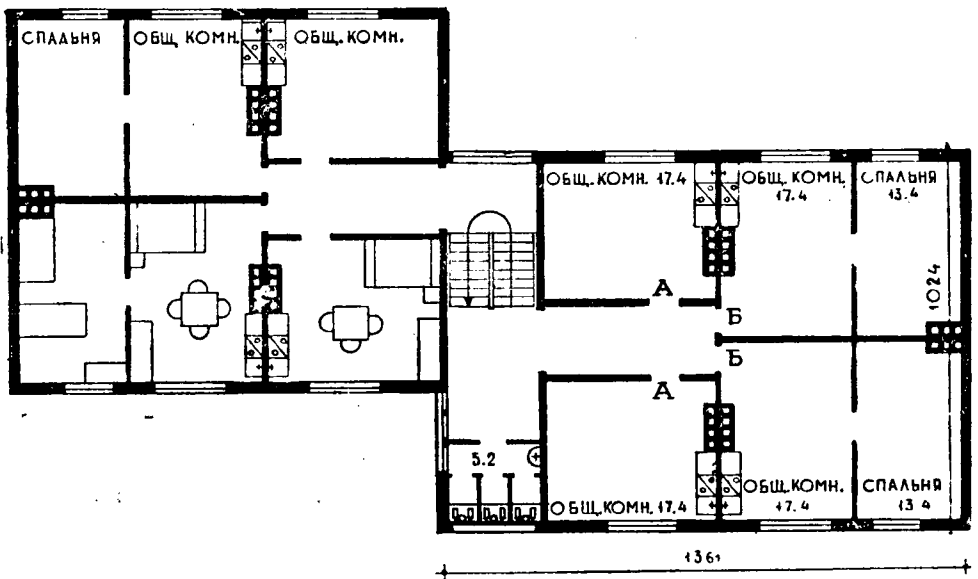 СПАЛЬНЯ ОБЩ. КОМН. ОБЩ. КОМН.
ОБЩ. КОМН. 17.4 ОБЩ. КОМН. 17.4 СПАЛЬНЯ 13.4
А
Б
1024
Б
А
5.2
ОБЩ. КОМН. 17.4 ОБЩ. КОМН. 17.4 СПАЛЬНЯ 13 4
1361